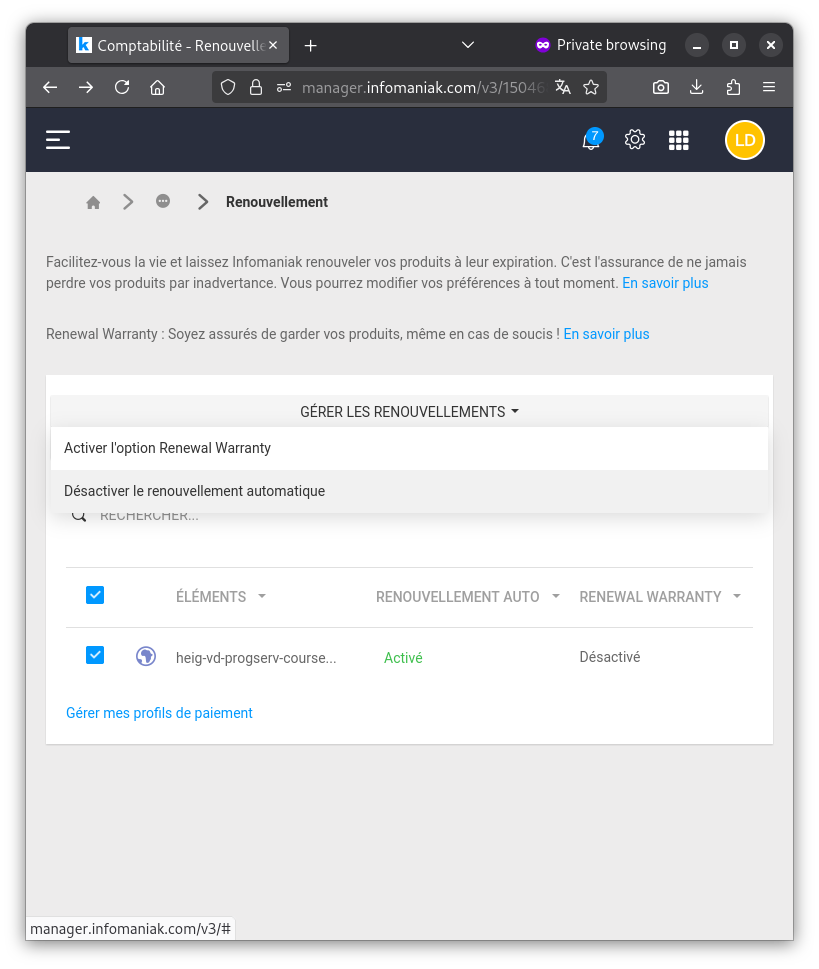 Comptabilité - Renouvelle
Private browsing
manager.infomaniak.com/v3/15046
7
LD
Renouvellement
Facilitez-vous la vie et laissez Infomaniak renouveler vos produits à leur expiration. C'est l'assurance de ne jamais
perdre vos produits par inadvertance. Vous pourrez modifier vos préférences à tout moment. En savoir plus
Renewal Warranty : Soyez assurés de garder vos produits, même en cas de soucis ! En savoir plus
GÉRER LES RENOUVELLEMENTS
Activer l'option Renewal Warranty
Désactiver le renouvellement automatique
RECHERCHER...
ÉLÉMENTS RENOUVELLEMENT AUTO RENEWAL WARRANTY
heig-vd-progserv-course... Activé Désactivé
Gérer mes profils de paiement
manager.infomaniak.com/v3/#